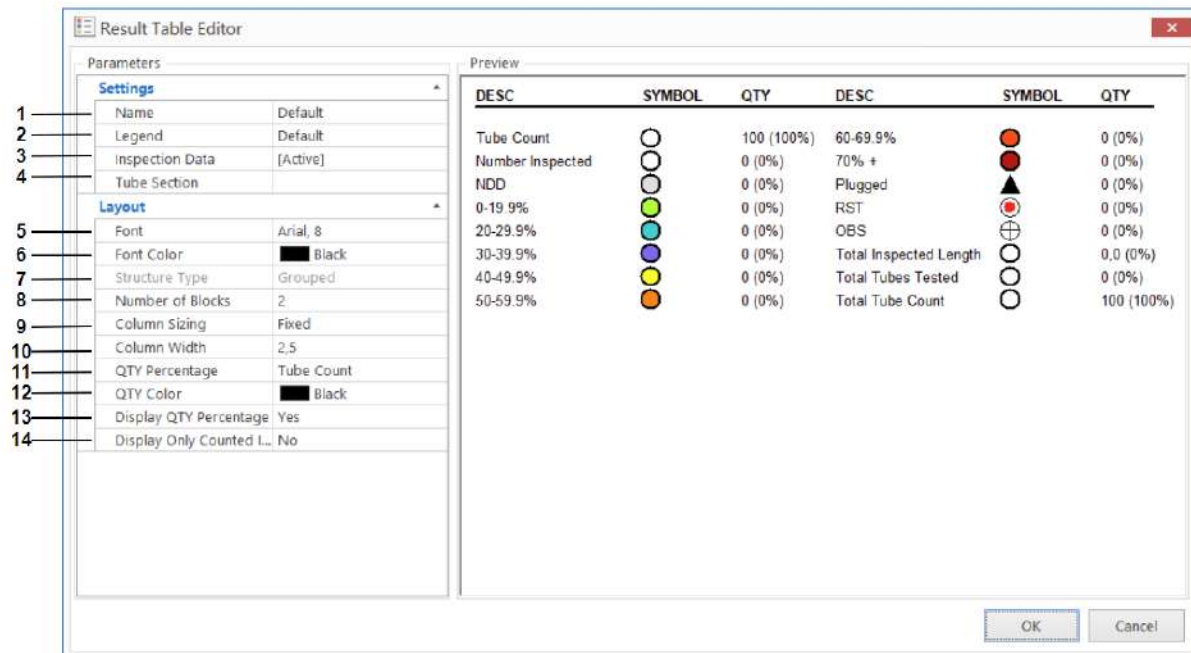 Result Table Editor
Parameters
Settings
1 Name Default
2 Legend Default
3 Inspection Data [Active]
4 Tube Section
Layout
5 Font Arial, 8
6 Font Color Black
7 Structure Type Grouped
8 Number of Blocks 2
9 Column Sizing Fixed
10 Column Width 2,5
11 QTY Percentage Tube Count
12 QTY Color Black
13 Display QTY Percentage Yes
14 Display Only Counted I... No
Preview
DESC SYMBOL QTY DESC SYMBOL QTY
Tube Count 100 (100%) 60-69.9% 0 (0%)
Number Inspected 0 (0%) 70% + 0 (0%)
NDD 0 (0%) Plugged 0 (0%)
0-19.9% 0 (0%) RST 0 (0%)
20-29.9% 0 (0%) OBS 0 (0%)
30-39.9% 0 (0%) Total Inspected Length 0,0 (0%)
40-49.9% 0 (0%) Total Tubes Tested 0 (0%)
50-59.9% 0 (0%) Total Tube Count 100 (100%)
OK Cancel